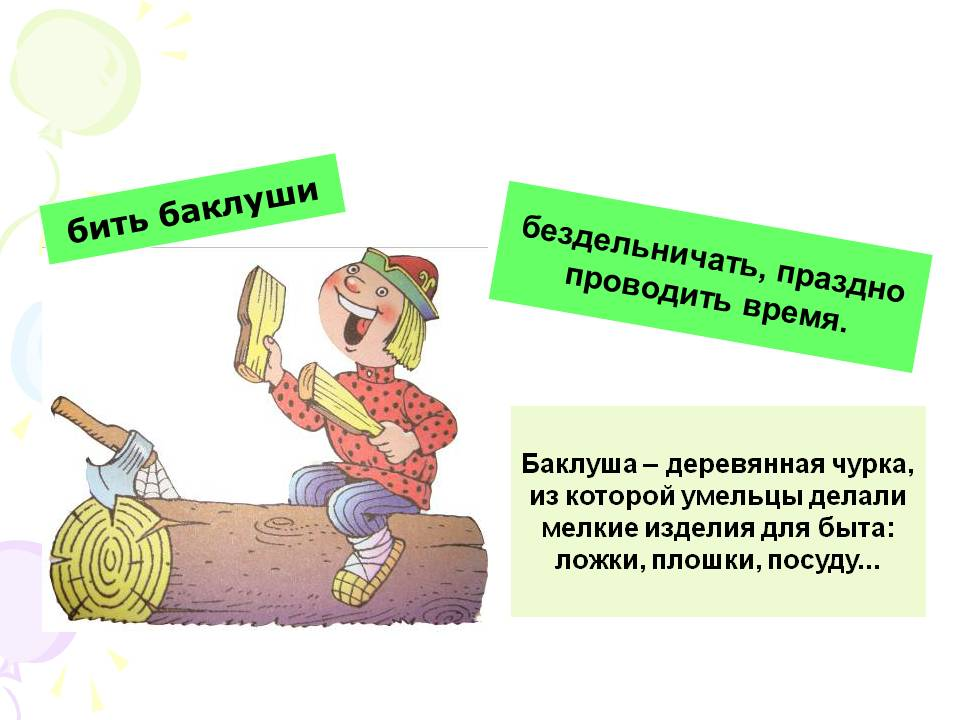 бить баклуши
бездельничать, праздно
проводить время.
Баклуша – деревянная чурка,
из которой умельцы делали
мелкие изделия для быта:
ложки, плошки, посуду...